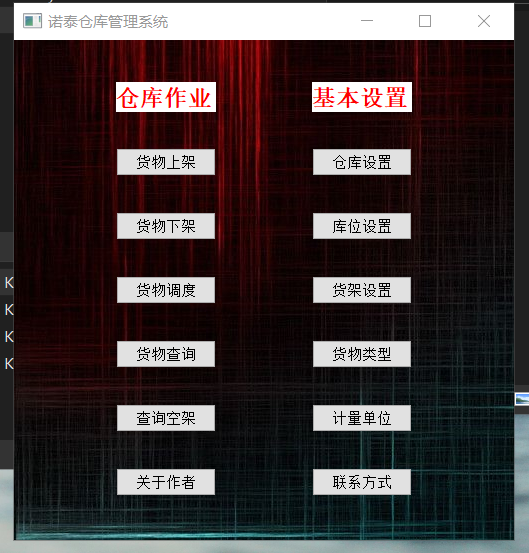 诺泰仓库管理系统
仓库作业 基本设置
货物上架 仓库设置
货物下架 库位设置
货物调度 货架设置
货物查询 货物类型
查询空架 计量单位
关于作者 联系方式
K
K
K
K